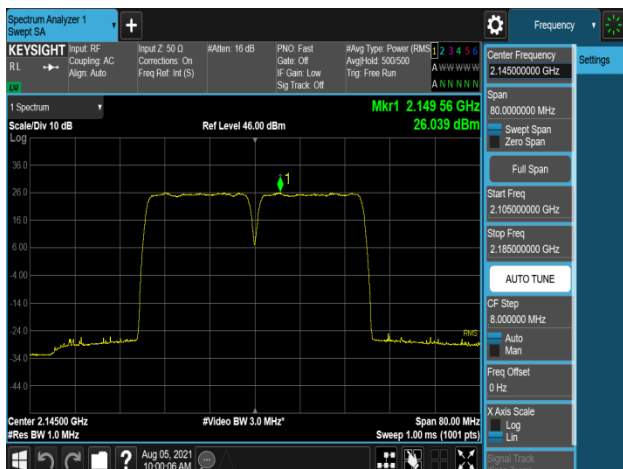 Spectrum Analyzer 1
Swept SA
Frequency
KEYSIGHT
RL
Input: RF
Coupling: AC
Align: Auto
Input Z: 50 Ω
Corrections: On
Freq Ref: Int (S)
#Atten: 16 dB
PNO: Fast
Gate: Off
IF Gain: Low
Sig Track: Off
#Avg Type: Power (RMS
Avg|Hold: 500/500
Trig: Free Run
1 2 3 4 5 6
A WW WW W
A N N N N N
1 Spectrum
Scale/Div 10 dB
Ref Level 46.00 dBm
Mkr1 2.149 56 GHz
26.039 dBm
Log
36.0
26.0
16.0
6.00
-4.00
-14.0
-24.0
-34.0
-44.0
1
RMS
Center 2.14500 GHz
#Res BW 1.0 MHz
#Video BW 3.0 MHz*
Span 80.00 MHz
Sweep 1.00 ms (1001 pts)
Aug 05, 2021
10:00:06 AM
Center Frequency
2.145000000 GHz
Settings
Span
80.0000000 MHz
Swept Span
Zero Span
Full Span
Start Freq
2.105000000 GHz
Stop Freq
2.185000000 GHz
AUTO TUNE
CF Step
8.000000 MHz
Auto
Man
Freq Offset
0 Hz
X Axis Scale
Log
Lin
Signal Track